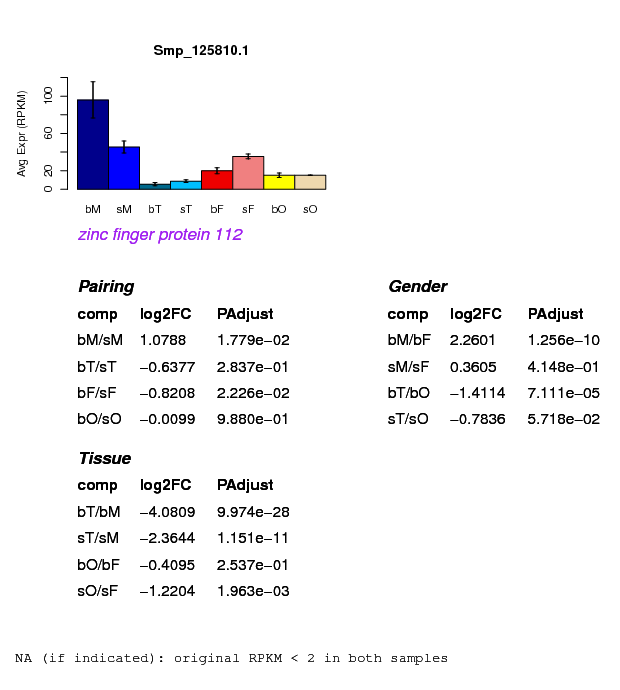 Smp_125810.1
Avg Expr (RPKM)
100
60
20
0
bM sM bT sT bF sF bO sO
zinc finger protein 112
Pairing
comp log2FC PAdjust
bM/sM 1.0788 1.779e−02
bT/sT −0.6377 2.837e−01
bF/sF −0.8208 2.226e−02
bO/sO −0.0099 9.880e−01
Gender
comp log2FC PAdjust
bM/bF 2.2601 1.256e−10
sM/sF 0.3605 4.148e−01
bT/bO −1.4114 7.111e−05
sT/sO −0.7836 5.718e−02
Tissue
comp log2FC PAdjust
bT/bM −4.0809 9.974e−28
sT/sM −2.3644 1.151e−11
bO/bF −0.4095 2.537e−01
sO/sF −1.2204 1.963e−03
NA (if indicated): original RPKM < 2 in both samples